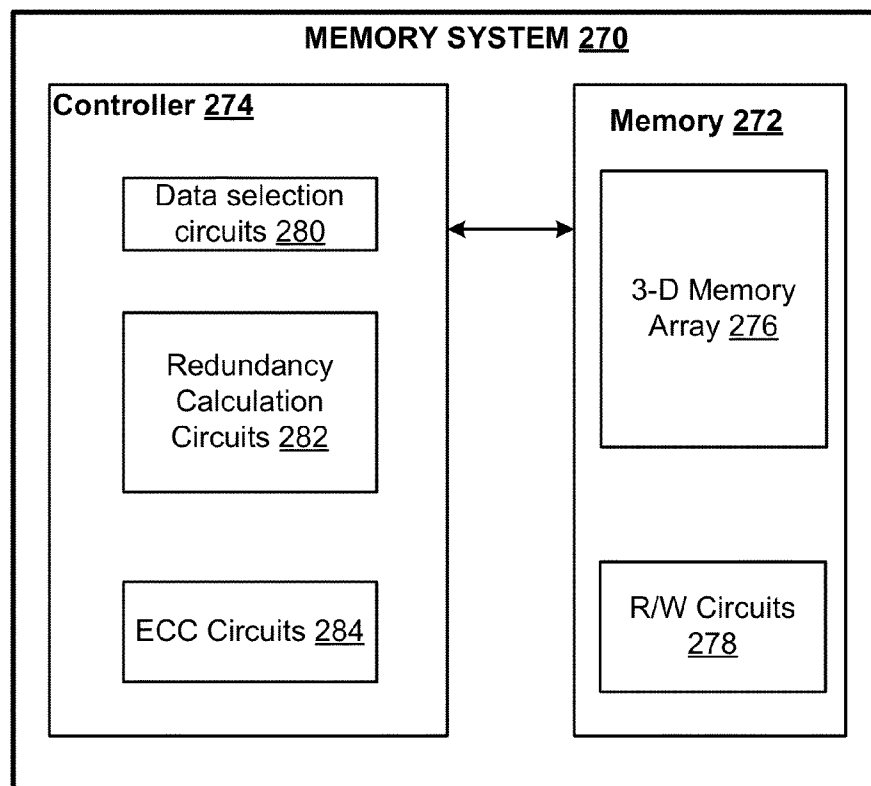 MEMORY SYSTEM 270
Controller 274
Data selection
circuits 280
Redundancy
Calculation
Circuits 282
ECC Circuits 284
Memory 272
3-D Memory
Array 276
R/W Circuits
278